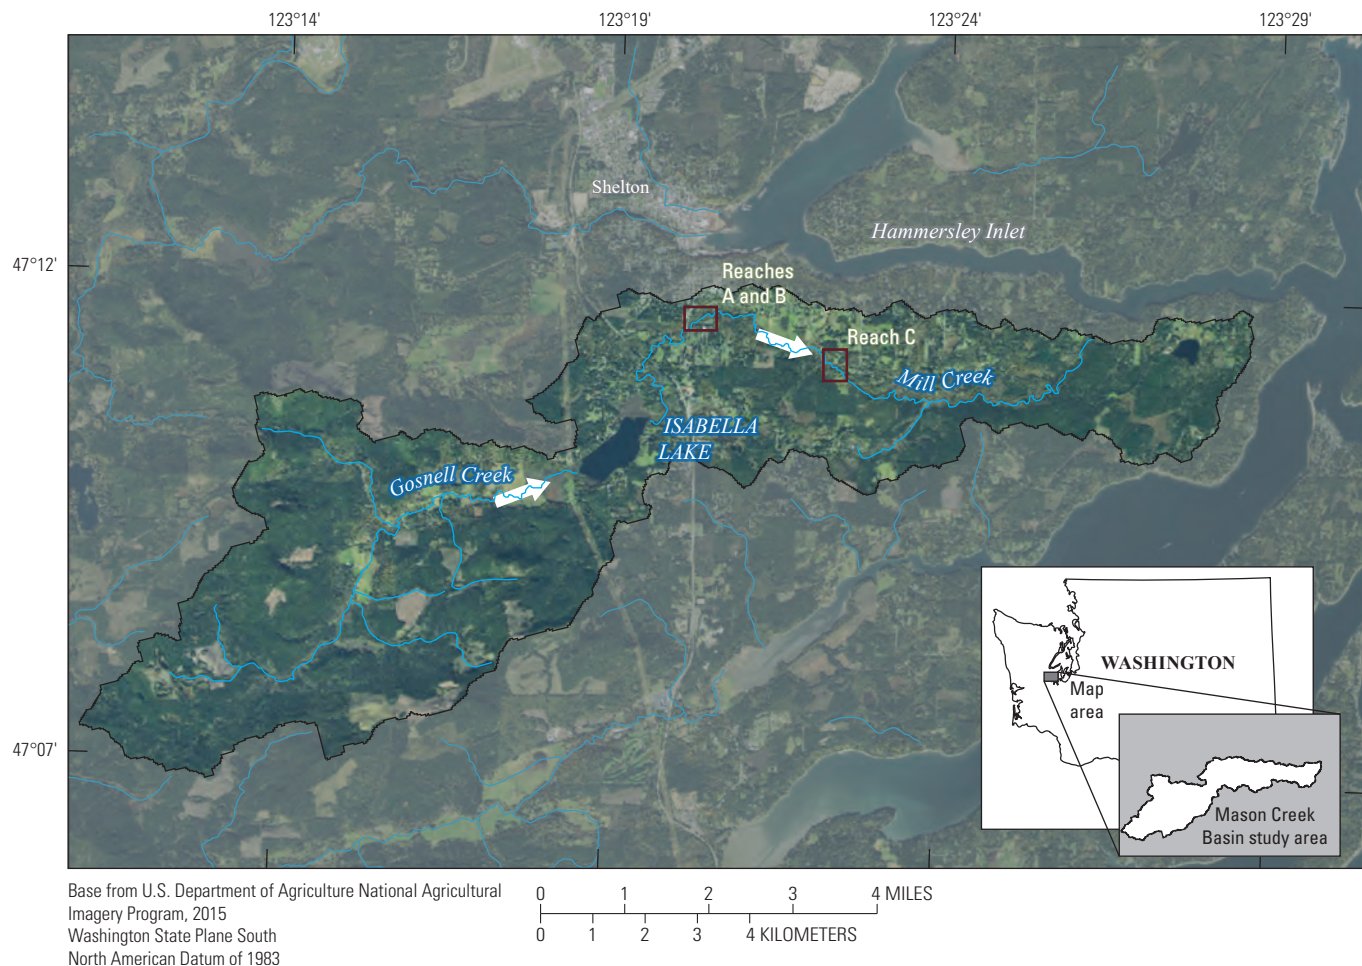 123°14'
123°19'
123°24'
123°29'
Shelton
Hammersley Inlet
47°12'
Reaches
A and B
Reach C
Mill Creek
ISABELLA
LAKE
Gosnell Creek
WASHINGTON
Map
area
47°07'
Mason Creek
Basin study area
Base from U.S. Department of Agriculture National Agricultural
Imagery Program, 2015
Washington State Plane South
North American Datum of 1983
0 1 2 3 4 MILES
0 1 2 3 4 KILOMETERS